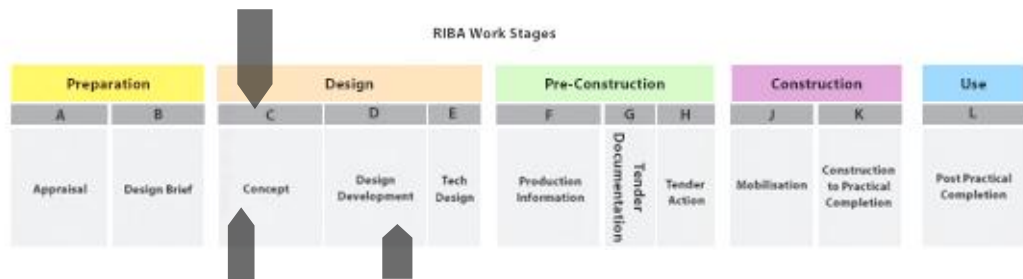 RIBA Work Stages
Preparation
Design
Pre-Construction
Construction
Use
A
B
C
D
E
F
G
H
J
K
L
Appraisal
Design Brief
Concept
Design
Development
Tech
Design
Production
Information
Tender
Documentation
Tender
Action
Mobilisation
Construction
to Practical
Completion
Post Practical
Completion